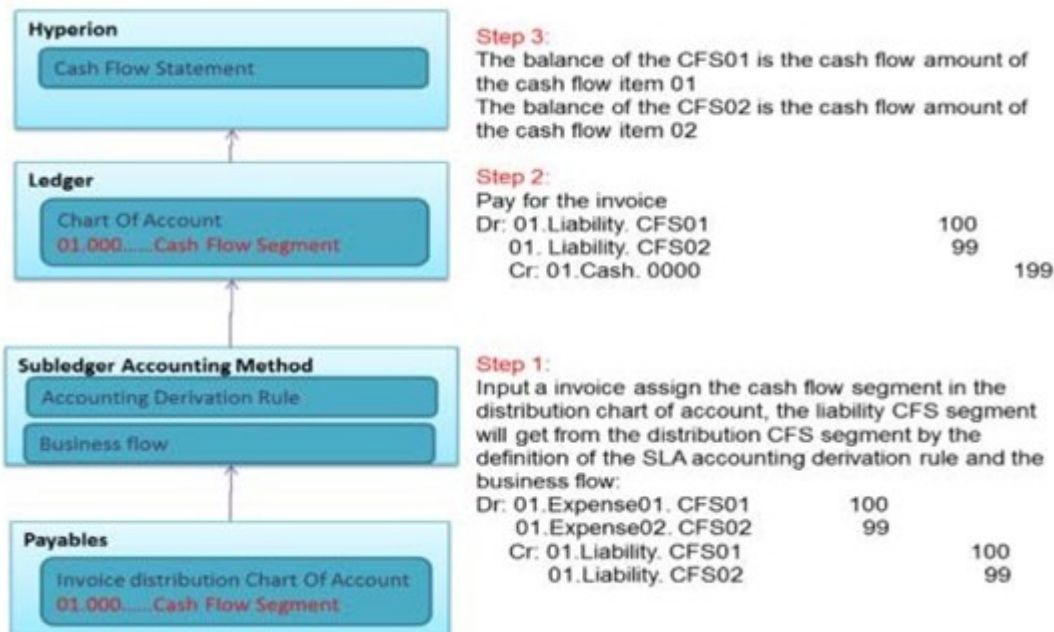 Hyperion
Cash Flow Statement
Step 3:
The balance of the CFS01 is the cash flow amount of
the cash flow item 01
The balance of the CFS02 is the cash flow amount of
the cash flow item 02
Ledger
Chart Of Account
01.000......Cash Flow Segment
Step 2:
Pay for the invoice
Dr: 01.Liability. CFS01 100
01. Liability. CFS02 99
Cr: 01.Cash. 0000 199
Subledger Accounting Method
Accounting Derivation Rule
Business flow
Step 1:
Input a invoice assign the cash flow segment in the
distribution chart of account, the liability CFS segment
will get from the distribution CFS segment by the
definition of the SLA accounting derivation rule and the
business flow:
Dr: 01.Expense01. CFS01 100
01.Expense02. CFS02 99
Cr: 01.Liability. CFS01 100
01.Liability. CFS02 99
Payables
Invoice distribution Chart Of Account
01.000......Cash Flow Segment